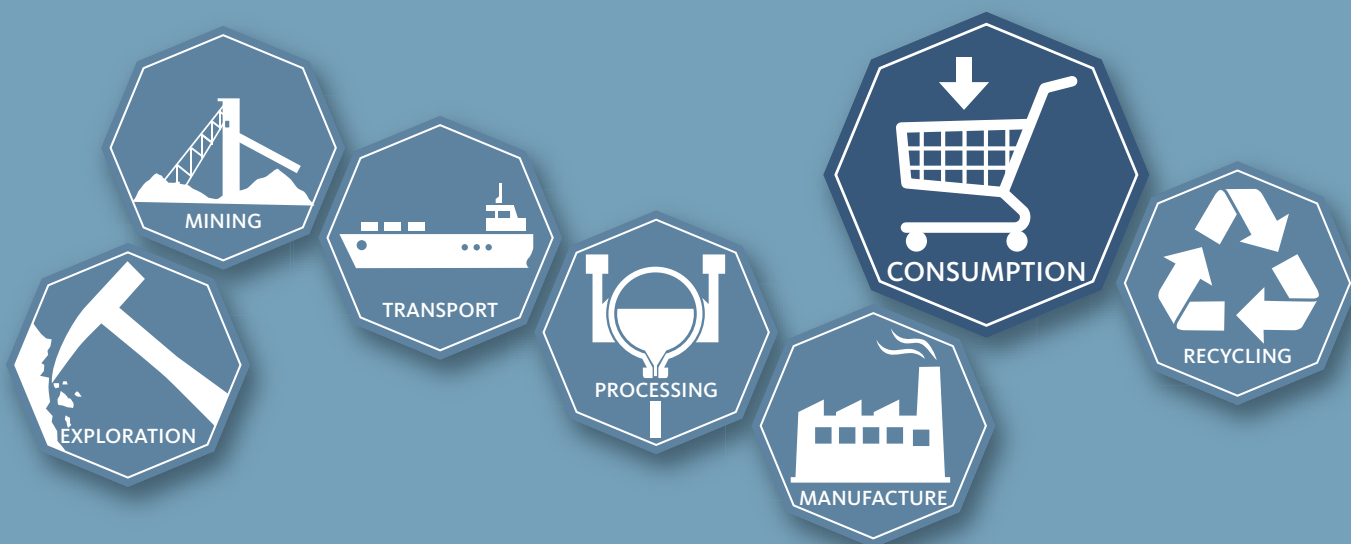 EXPLORATION
MINING
TRANSPORT
PROCESSING
MANUFACTURE
CONSUMPTION
RECYCLING